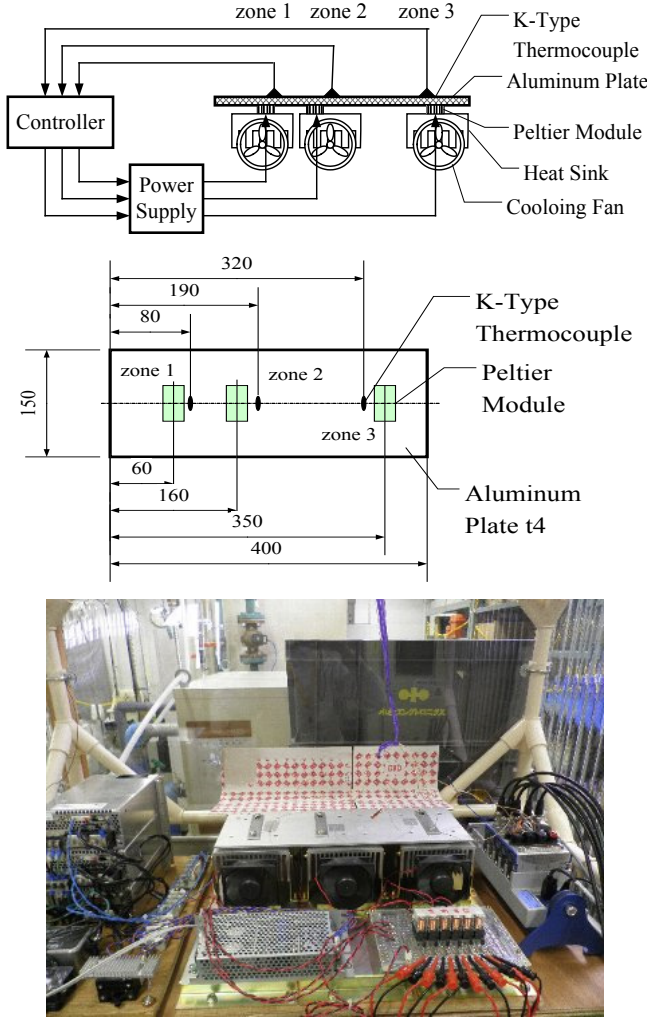 zone 1
zone 2
zone 3
K-Type
Thermocouple
Aluminum Plate
Controller
Peltier Module
Power
Supply
Heat Sink
Cooloing Fan
320
190
80
K-Type
Thermocouple
zone 1
zone 2
Peltier
Module
150
zone 3
60
160
350
400
Aluminum
Plate t4